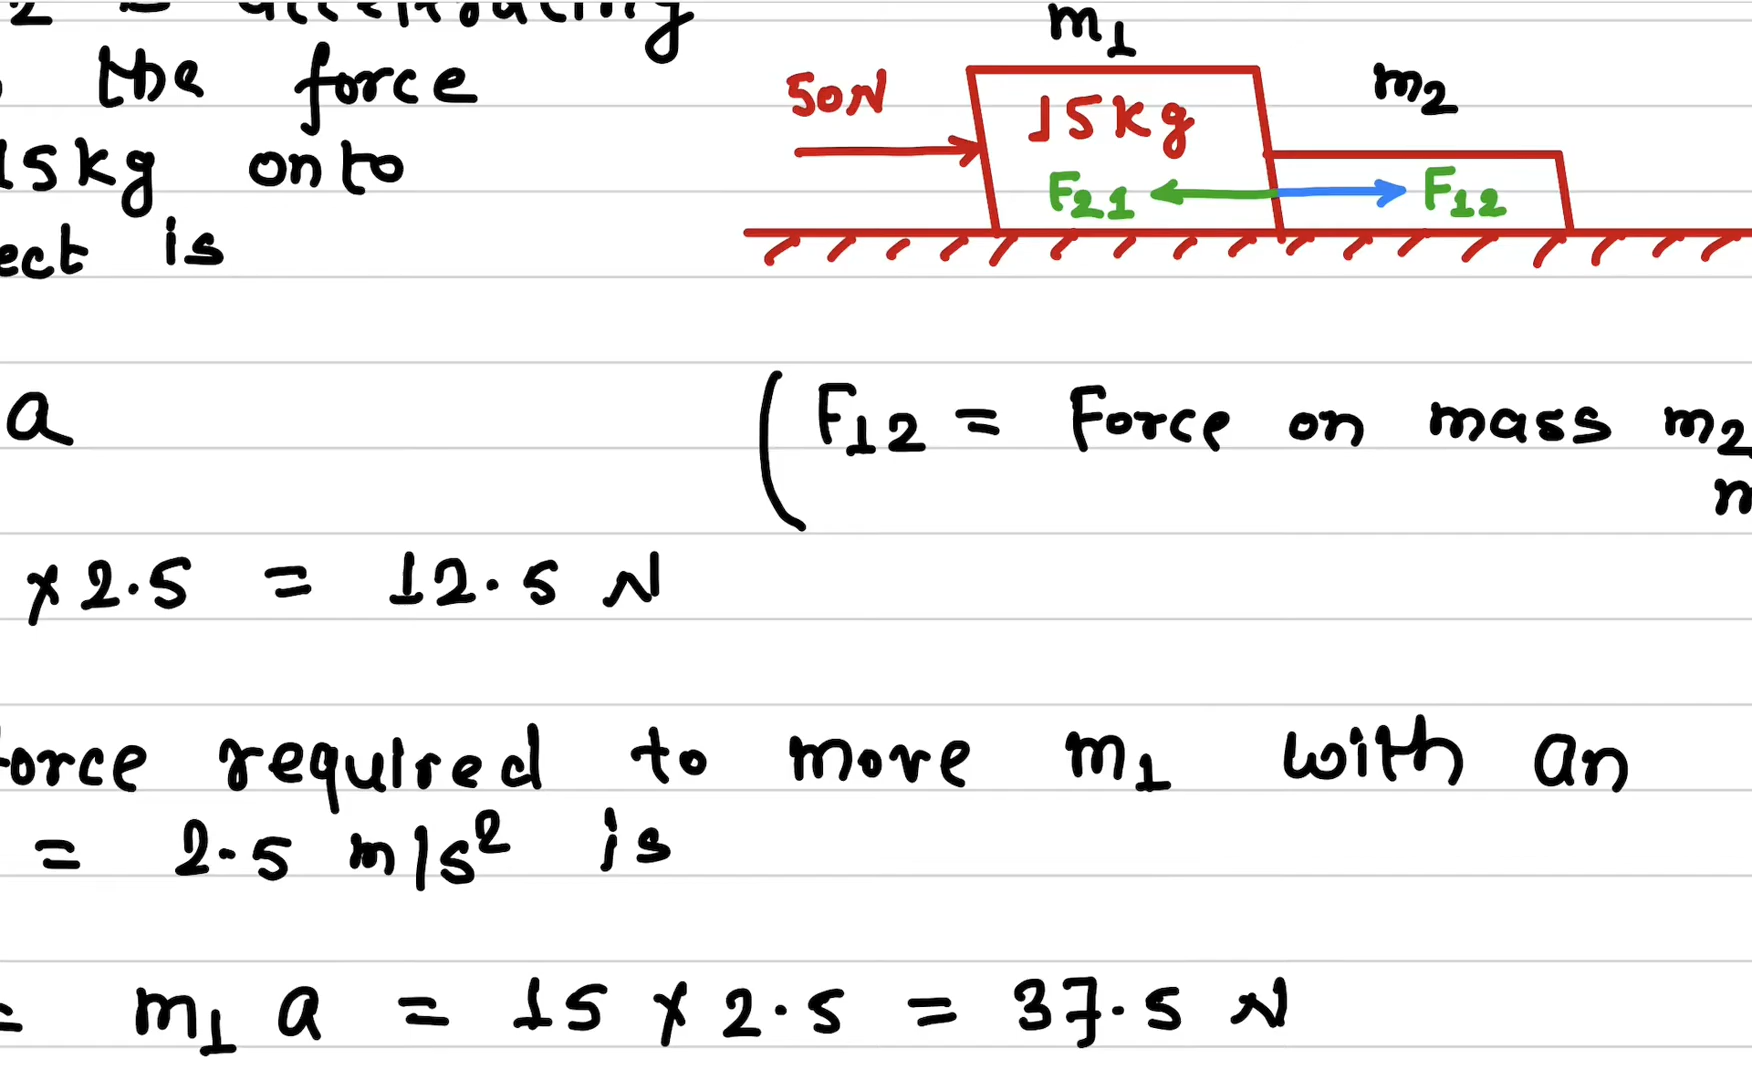 m1
the force
50N
15kg
m2
15kg onto
F21
F12
ect is
a
( F12 = Force on mass m2
× 2.5 = 12.5 N
orce required to move m1 with an
= 2.5 m/s²  is
= m1 a = 15 × 2.5 = 37.5 N